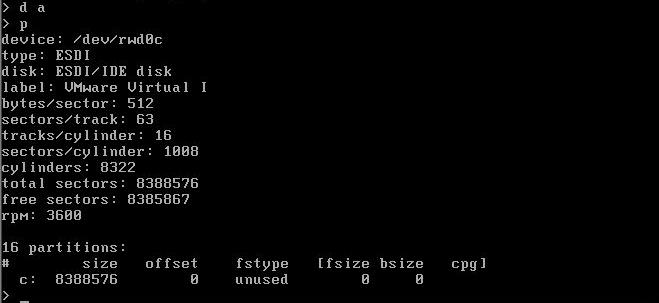 > d a
> p
device: /dev/rwd0c
type: ESDI
disk: ESDI/IDE disk
label: VMware Virtual I
bytes/sector: 512
sectors/track: 63
tracks/cylinder: 16
sectors/cylinder: 1008
cylinders: 8322
total sectors: 8388576
free sectors: 8385867
rpm: 3600
16 partitions:
#        size   offset    fstype   [fsize bsize   cpg]
  c:  8388576        0    unused        0     0
> _